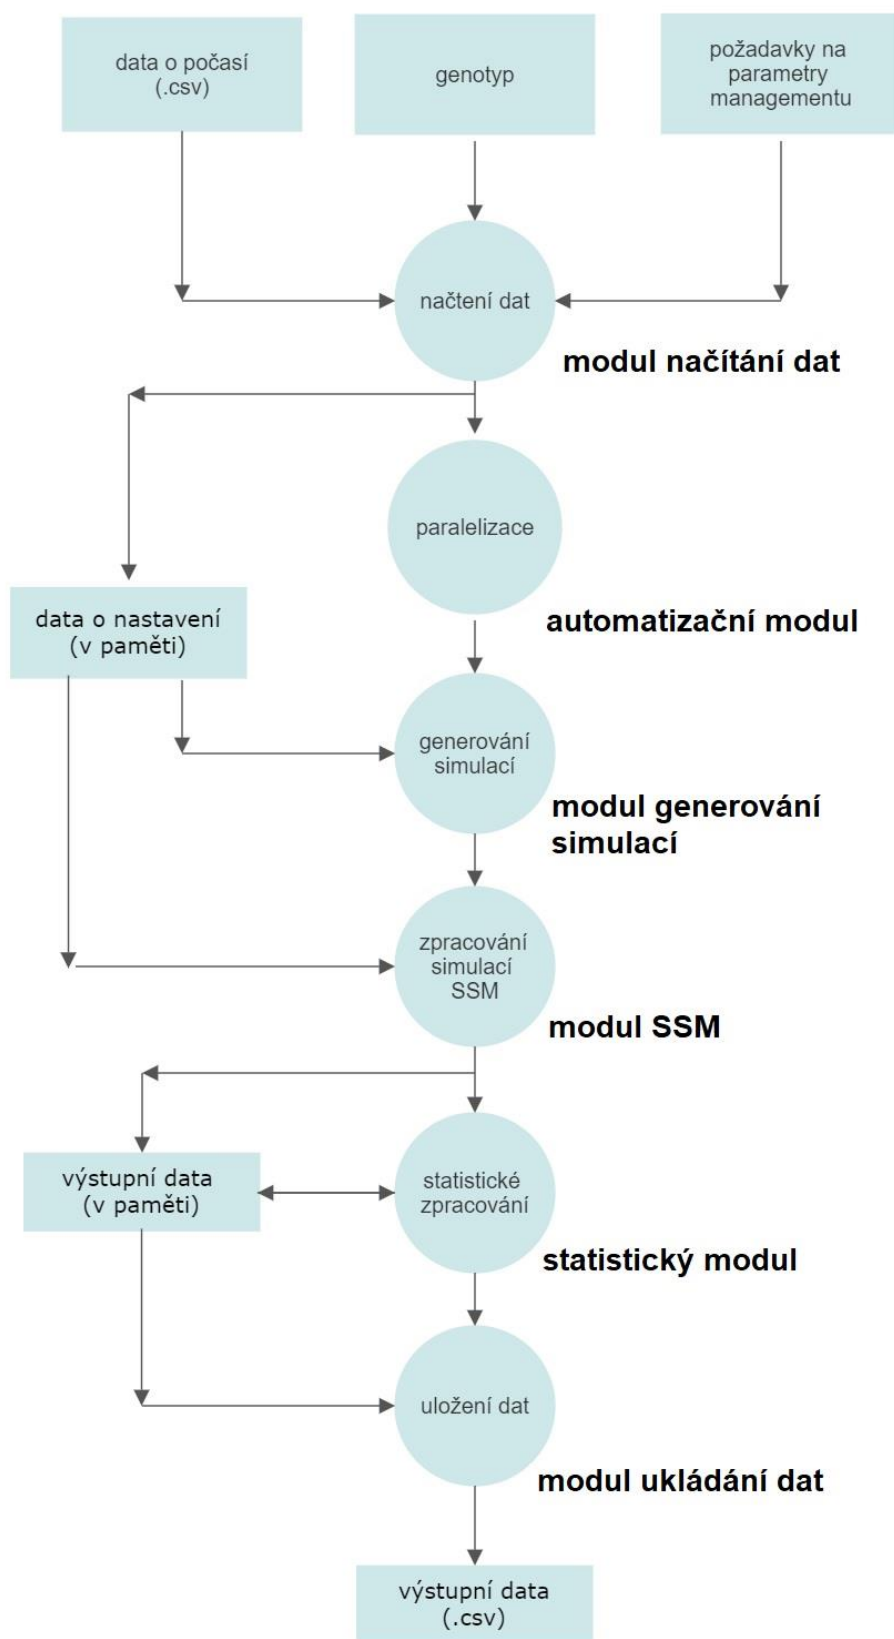 data o počasí
(.csv)
genotyp
požadavky na
parametry
managementu
načtení dat
modul načítání dat
paralelizace
automatizační modul
data o nastavení
(v paměti)
generování
simulací
modul generování
simulací
zpracování
simulací
SSM
modul SSM
výstupní data
(v paměti)
statistické
zpracování
statistický modul
uložení dat
modul ukládání dat
výstupní data
(.csv)